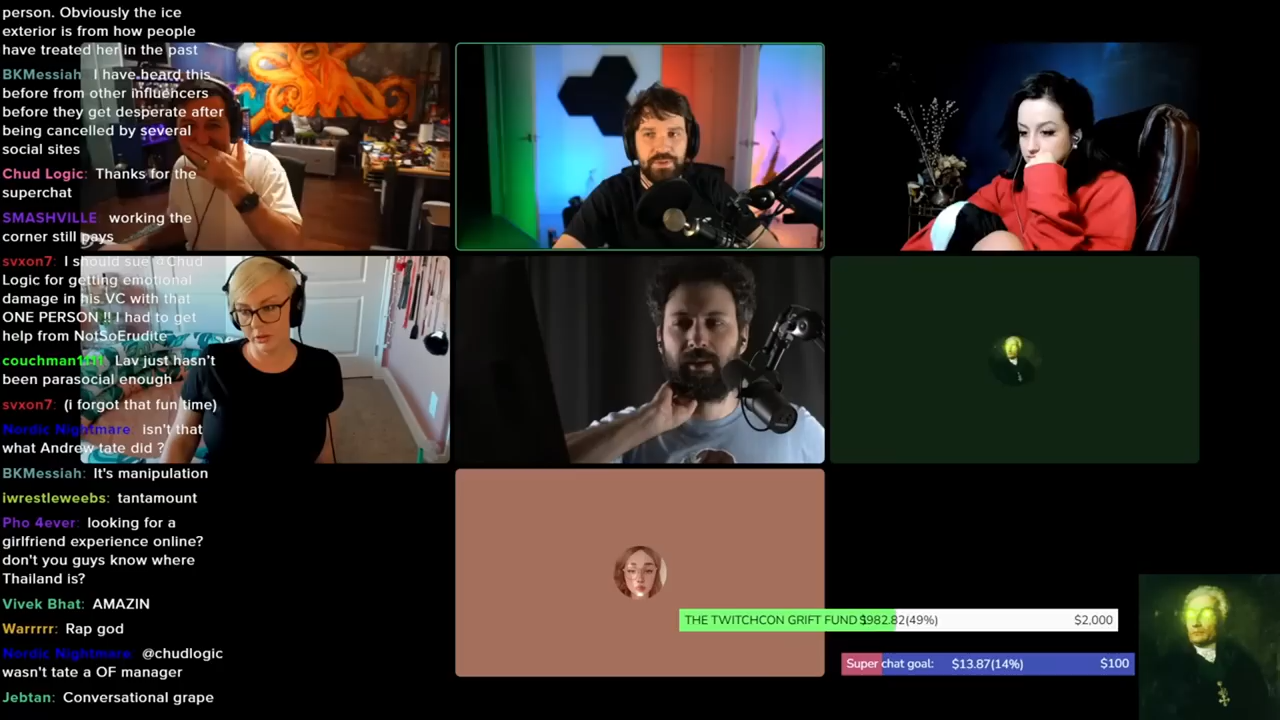 person. Obviously the ice
exterior is from how people
have treated her in the past
BKMessiah I have heard this
before from other influencers
before they get desperate after
being cancelled by several
social sites
Chud Logic: Thanks for the
superchat
SMASHVILLE working the
corner still pays
svxon7: I should sue @Chud
Logic for getting emotional
damage in his VC with that
ONE PERSON !! I had to get
help from NotSoErudite
couchman1111 Lav just hasn't
been parasocial enough
svxon7: (i forgot that fun time)
Nordic Nightmare isn't that
what Andrew tate did ?
BKMessiah: It's manipulation
iwrestleweebs: tantamount
Pho 4ever: looking for a
girlfriend experience online?
don't you guys know where
Thailand is?
Vivek Bhat: AMAZIN
Warrrrr: Rap god
Nordic Nightmare: @chudlogic
wasn't tate a OF manager
Jebtan: Conversational grape
THE TWITCHCON GRIFT FUND $982.82(49%) $2,000
Super chat goal: $13.87(14%) $100